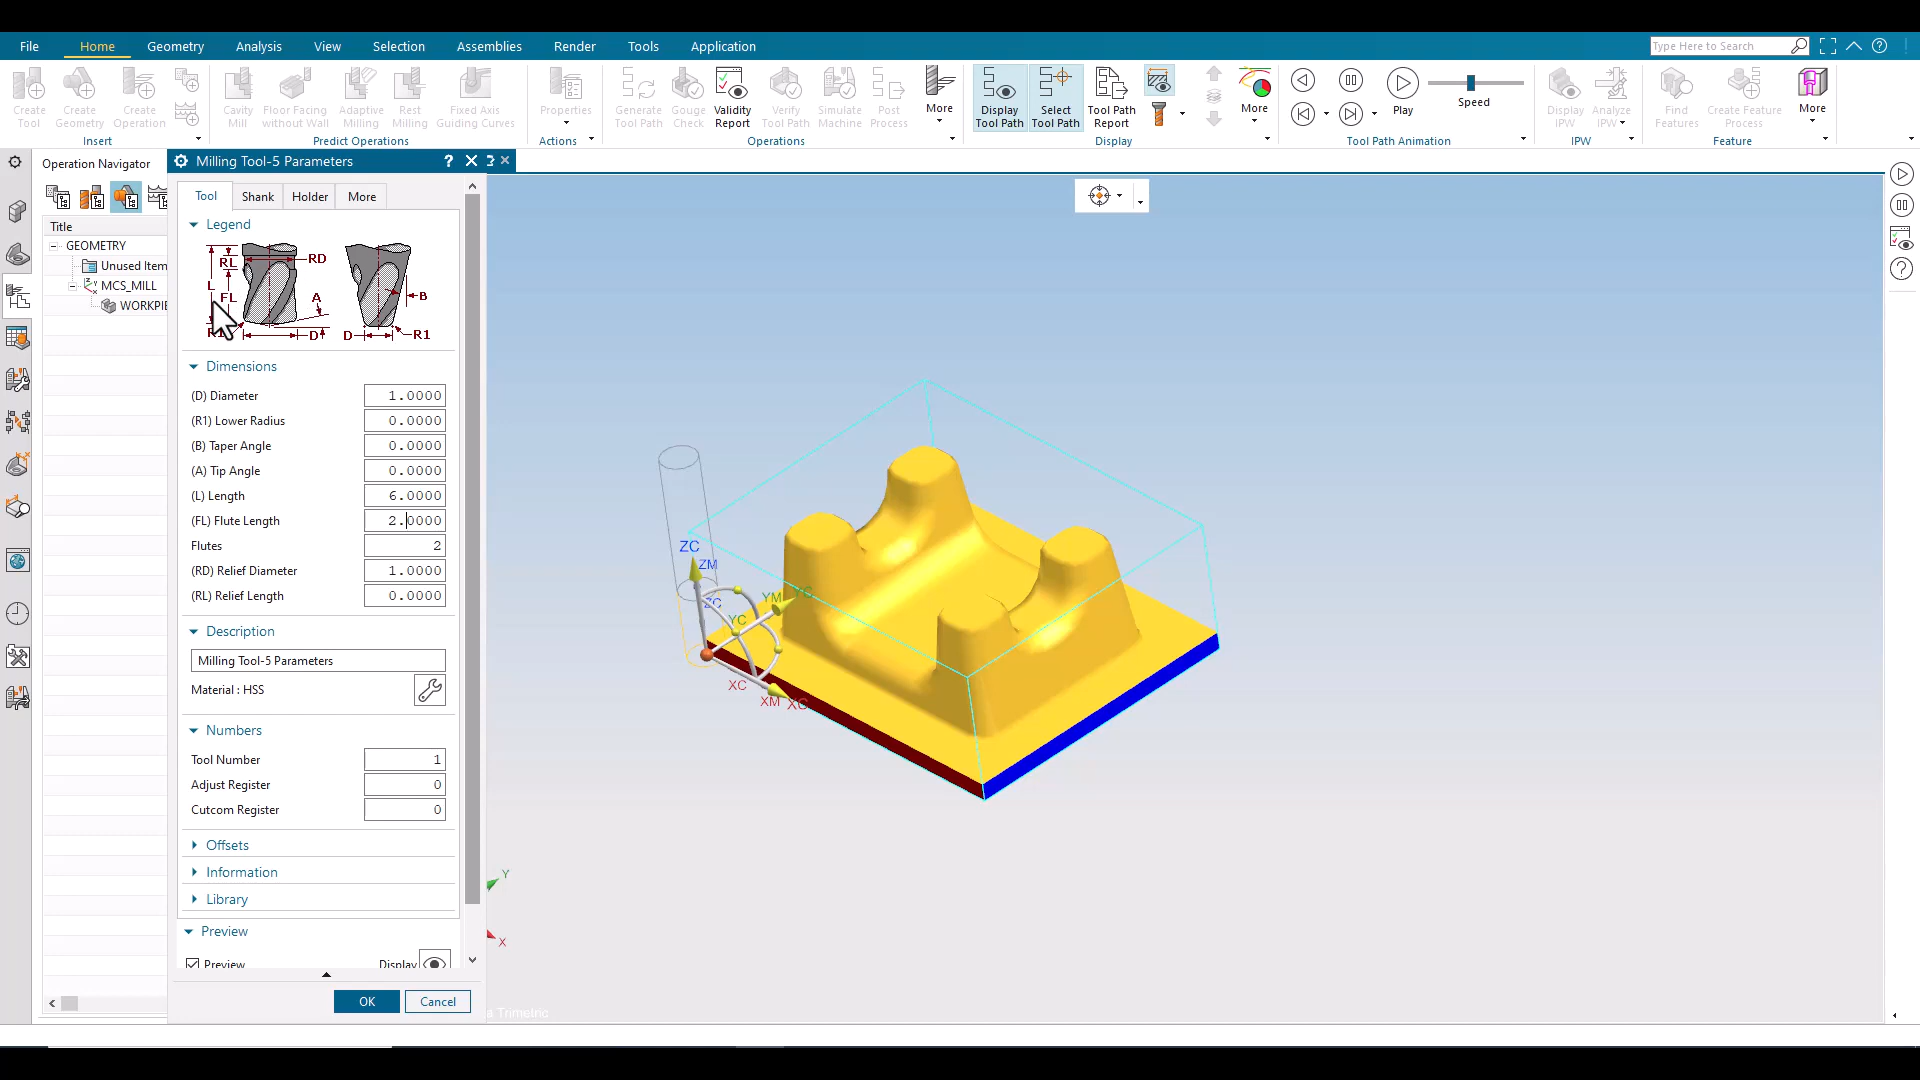 File Home Geometry Analysis View Selection Assemblies Render Tools Application
Type Here to Search
Create Tool
Create Geometry
Create Operation
Cavity Mill
Floor Facing without Wall
Adaptive Milling
Rest Milling
Fixed Axis Guiding Curves
Properties
Generate Tool Path
Gouge Check
Validity Report
Verify Tool Path
Simulate Machine
Post Process
More
Display Tool Path
Select Tool Path
Tool Path Report
More
Play
Speed
Display IPW
Analyze IPW
Find Features
Create Feature Process
More
Insert
Predict Operations
Actions
Operations
Display
Tool Path Animation
IPW
Feature
Operation Navigator
Title
GEOMETRY
Unused Item
MCS_MILL
WORKPIE
Milling Tool-5 Parameters
Tool Shank Holder More
Legend
RL RD
L
FL A B
D D R1
Dimensions
(D) Diameter 1.0000
(R1) Lower Radius 0.0000
(B) Taper Angle 0.0000
(A) Tip Angle 0.0000
(L) Length 6.0000
(FL) Flute Length 2.0000
Flutes 2
(RD) Relief Diameter 1.0000
(RL) Relief Length 0.0000
Description
Milling Tool-5 Parameters
Material : HSS
Numbers
Tool Number 1
Adjust Register 0
Cutcom Register 0
Offsets
Information
Library
Preview
Preview Display
OK Cancel
ZC
ZM
ZC
YM YC
YC
XC
XM XC
Y
X
a Trimetric